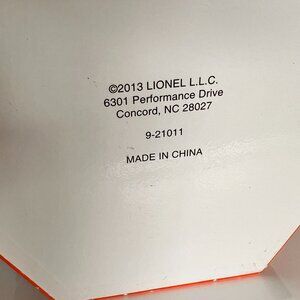 ©2013 LIONEL L.L.C.
6301 Performance Drive
Concord, NC 28027
9-21011
MADE IN CHINA